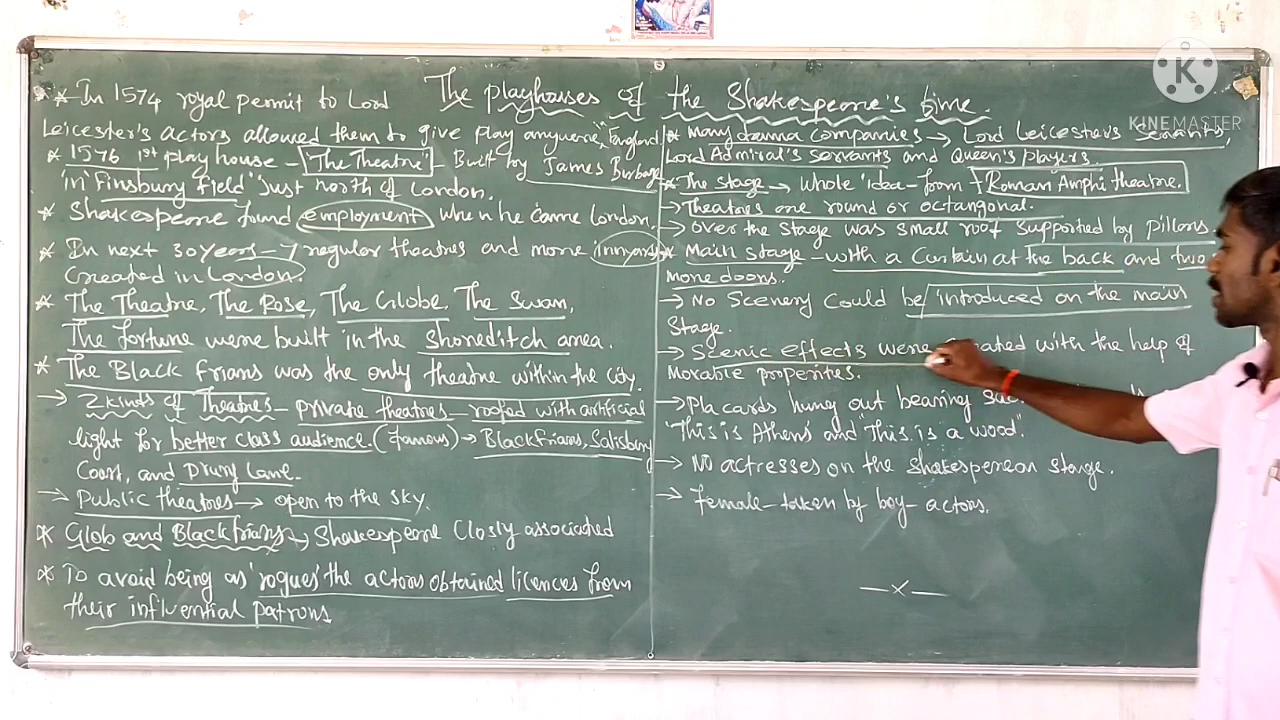 The playhouses of the Shakespeare's time.
* * In 1574 royal permit to Lord
Leicester's actors allowed them to give play anywere, England
* 1576 1st play house - "The Theatre" - Built by James Burbage
in "Finsbury field" Just north of London.
* Shakespeare found employment when he came London.
* In next 30 years - 7 regular theatres and more innyards
created in London.
* The Theatre, The Rose, The Globe, The Swan,
The fortune were built in the shoreditch area.
* The Black Friars was the only theatre within the city.
→ 2 kinds of Theatres - private theatres - roofed with artificial
light for better class audience. (famous) → Blackfrians, Salisbury
Court, and Drury Lane.
→ Public theatres → open to the sky.
* Glob and Blackfrians → Shakespeare Closly associated
* To avoid being as 'rogues' the actors obtained licences from
their influential patrons.
* Many drama companies → Lord Leicesters Servants,
Lord Admiral's servants and Queen's players.
* The stage → Whole 'Idea - from Roman Amphi theatre.
→ Theatres are round or octangonal.
→ Over the stage was small roof supported by pillars
* Main stage - with a Curtain at the back and two
more doors.
→ No Scenery could be introduced on the main
Stage.
→ Scenic effects were with the help of
Movable properities.
→ Placards hung out bearing
"This is Athens" and "This is a wood".
→ No actresses on the Shakesperean stage.
→ female - taken by boy - actors.
—x—
K
KINEMASTER